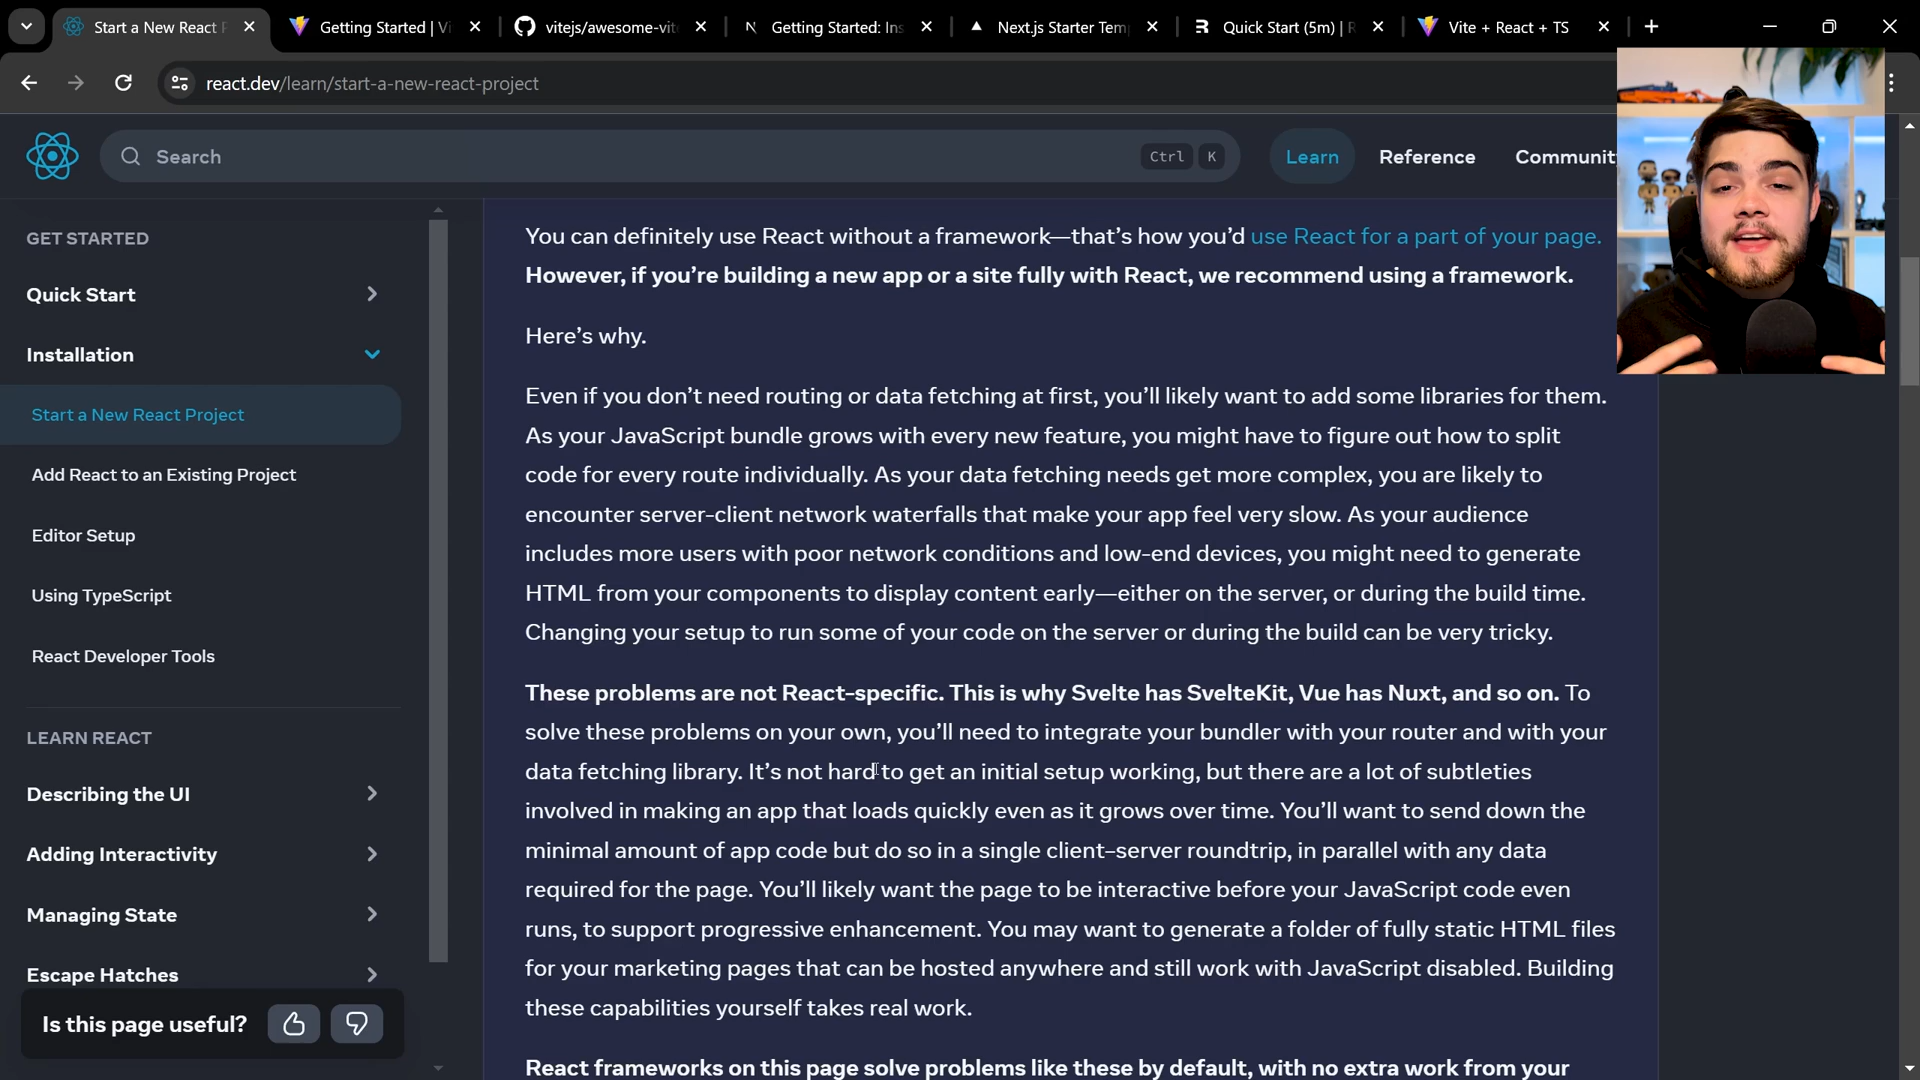 Start a New React P
Getting Started | Vi
vitejs/awesome-vite
Getting Started: Ins
Next.js Starter Tem
Quick Start (5m) | R
Vite + React + TS
react.dev/learn/start-a-new-react-project
Search
Ctrl K
Learn
Reference
Communit
GET STARTED
Quick Start
Installation
Start a New React Project
Add React to an Existing Project
Editor Setup
Using TypeScript
React Developer Tools
LEARN REACT
Describing the UI
Adding Interactivity
Managing State
Escape Hatches
Is this page useful?
You can definitely use React without a framework—that’s how you’d use React for a part of your page.
However, if you’re building a new app or a site fully with React, we recommend using a framework.
Here’s why.
Even if you don’t need routing or data fetching at first, you’ll likely want to add some libraries for them.
As your JavaScript bundle grows with every new feature, you might have to figure out how to split
code for every route individually. As your data fetching needs get more complex, you are likely to
encounter server-client network waterfalls that make your app feel very slow. As your audience
includes more users with poor network conditions and low-end devices, you might need to generate
HTML from your components to display content early—either on the server, or during the build time.
Changing your setup to run some of your code on the server or during the build can be very tricky.
These problems are not React-specific. This is why Svelte has SvelteKit, Vue has Nuxt, and so on. To
solve these problems on your own, you’ll need to integrate your bundler with your router and with your
data fetching library. It’s not hard to get an initial setup working, but there are a lot of subtleties
involved in making an app that loads quickly even as it grows over time. You’ll want to send down the
minimal amount of app code but do so in a single client–server roundtrip, in parallel with any data
required for the page. You’ll likely want the page to be interactive before your JavaScript code even
runs, to support progressive enhancement. You may want to generate a folder of fully static HTML files
for your marketing pages that can be hosted anywhere and still work with JavaScript disabled. Building
these capabilities yourself takes real work.
React frameworks on this page solve problems like these by default, with no extra work from your